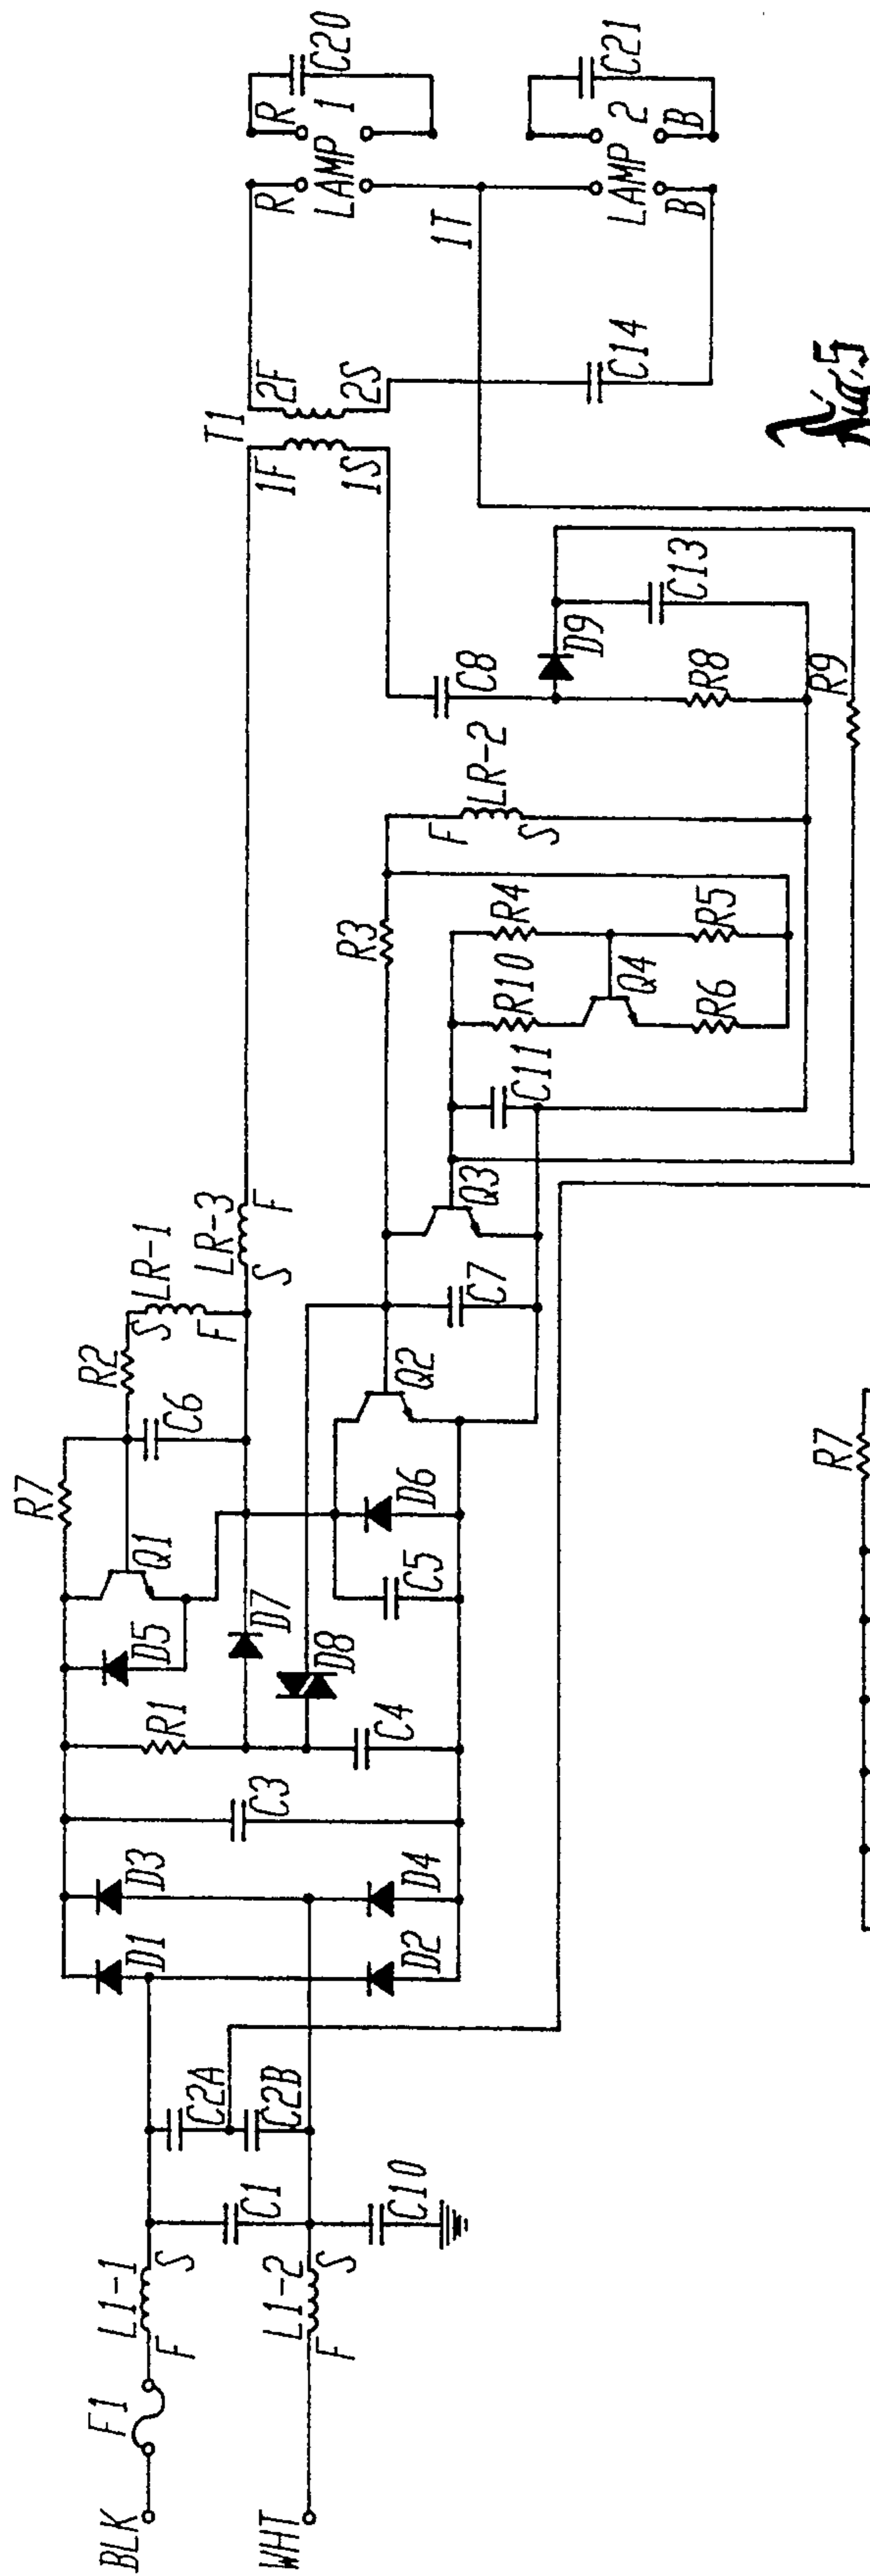 BLK
F1
F
L1-1
S
WHT
F
L1-2
S
C1
C10
C2A
C2B
D1
D2
D3
D4
C3
R1
C4
D5
D7
D8
Q1
R7
C5
D6
C6
R2
S
LR-1
F
S
LR-3
F
Q2
C7
Q3
C11
R10
Q4
R6
R4
R5
R3
F
LR-2
S
R9
C8
R8
D9
C13
T1
1F
1S
2F
2S
C14
1T
R
R
LAMP 1
C20
LAMP 2
B
B
C21
Fig. 5
R7